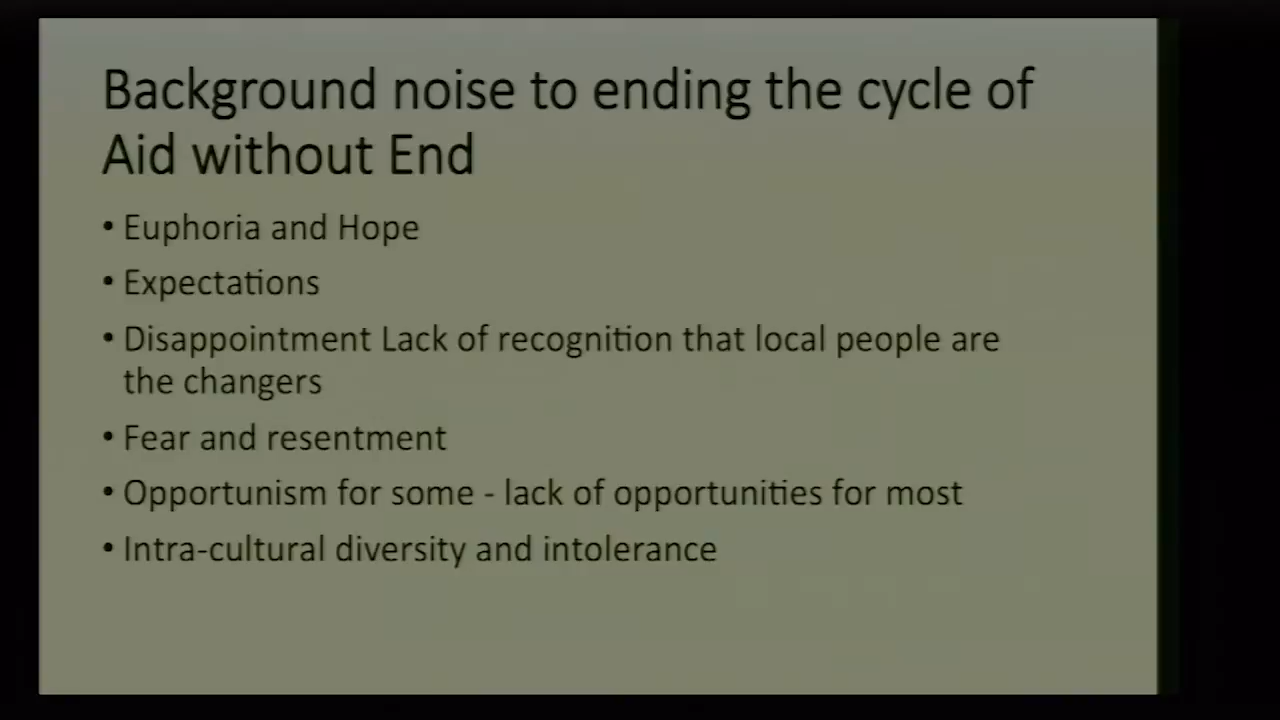 Background noise to ending the cycle of
Aid without End
• Euphoria and Hope
• Expectations
• Disappointment Lack of recognition that local people are
the changers
• Fear and resentment
• Opportunism for some - lack of opportunities for most
• Intra-cultural diversity and intolerance